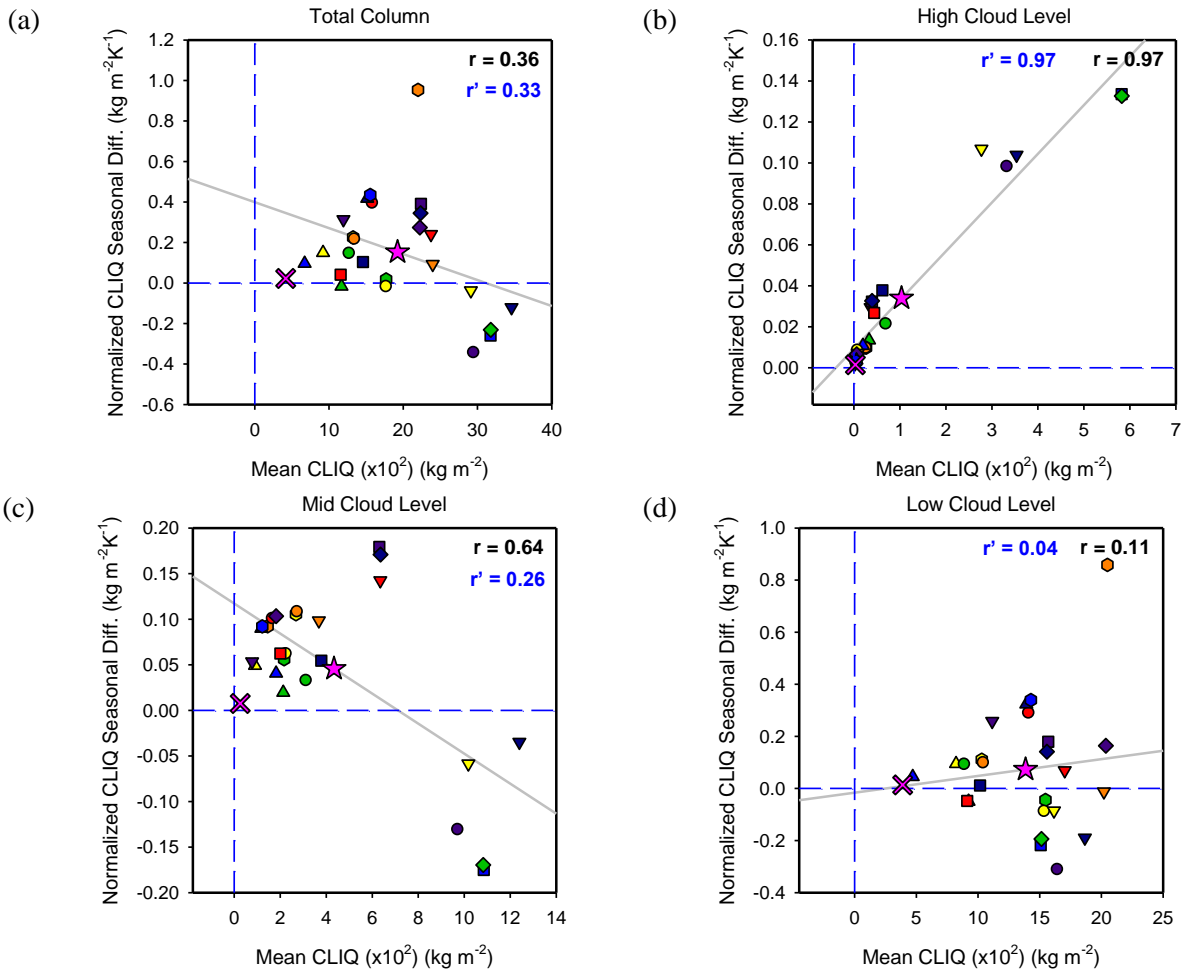 (a)
Total Column
r = 0.36
r’ = 0.33
Normalized CLIQ Seasonal Diff. (kg m-2K-1)
1.2
1.0
0.8
0.6
0.4
0.2
0.0
-0.2
-0.4
-0.6
0 10 20 30 40
Mean CLIQ (x10²) (kg m-2)
(b)
High Cloud Level
r’ = 0.97 r = 0.97
Normalized CLIQ Seasonal Diff. (kg m-2K-1)
0.16
0.14
0.12
0.10
0.08
0.06
0.04
0.02
0.00
0 1 2 3 4 5 6 7
Mean CLIQ (x10²) (kg m-2)
(c)
Mid Cloud Level
r = 0.64
r’ = 0.26
Normalized CLIQ Seasonal Diff. (kg m-2K-1)
0.20
0.15
0.10
0.05
0.00
-0.05
-0.10
-0.15
-0.20
0 2 4 6 8 10 12 14
Mean CLIQ (x10²) (kg m-2)
(d)
Low Cloud Level
r’ = 0.04 r = 0.11
Normalized CLIQ Seasonal Diff. (kg m-2K-1)
1.0
0.8
0.6
0.4
0.2
0.0
-0.2
-0.4
0 5 10 15 20 25
Mean CLIQ (x10²) (kg m-2)